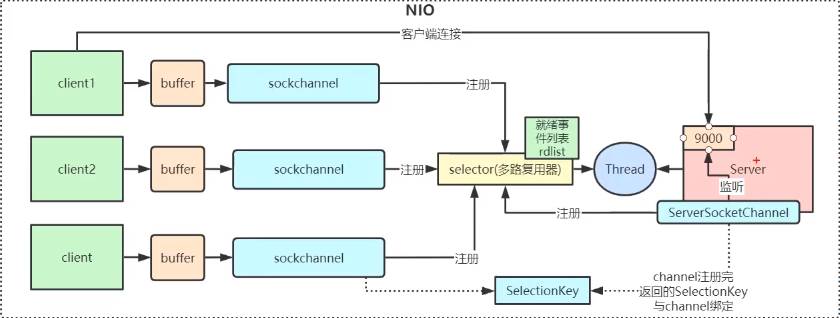 NIO
客户端连接
client1
buffer
sockchannel
注册
就绪事
件列表
rdlist
9000
client2
buffer
sockchannel
注册
selector(多路复用器)
Thread
Server
监听
注册
ServerSocketChannel
client
buffer
sockchannel
注册
SelectionKey
channel注册完
返回的SelectionKey
与channel绑定